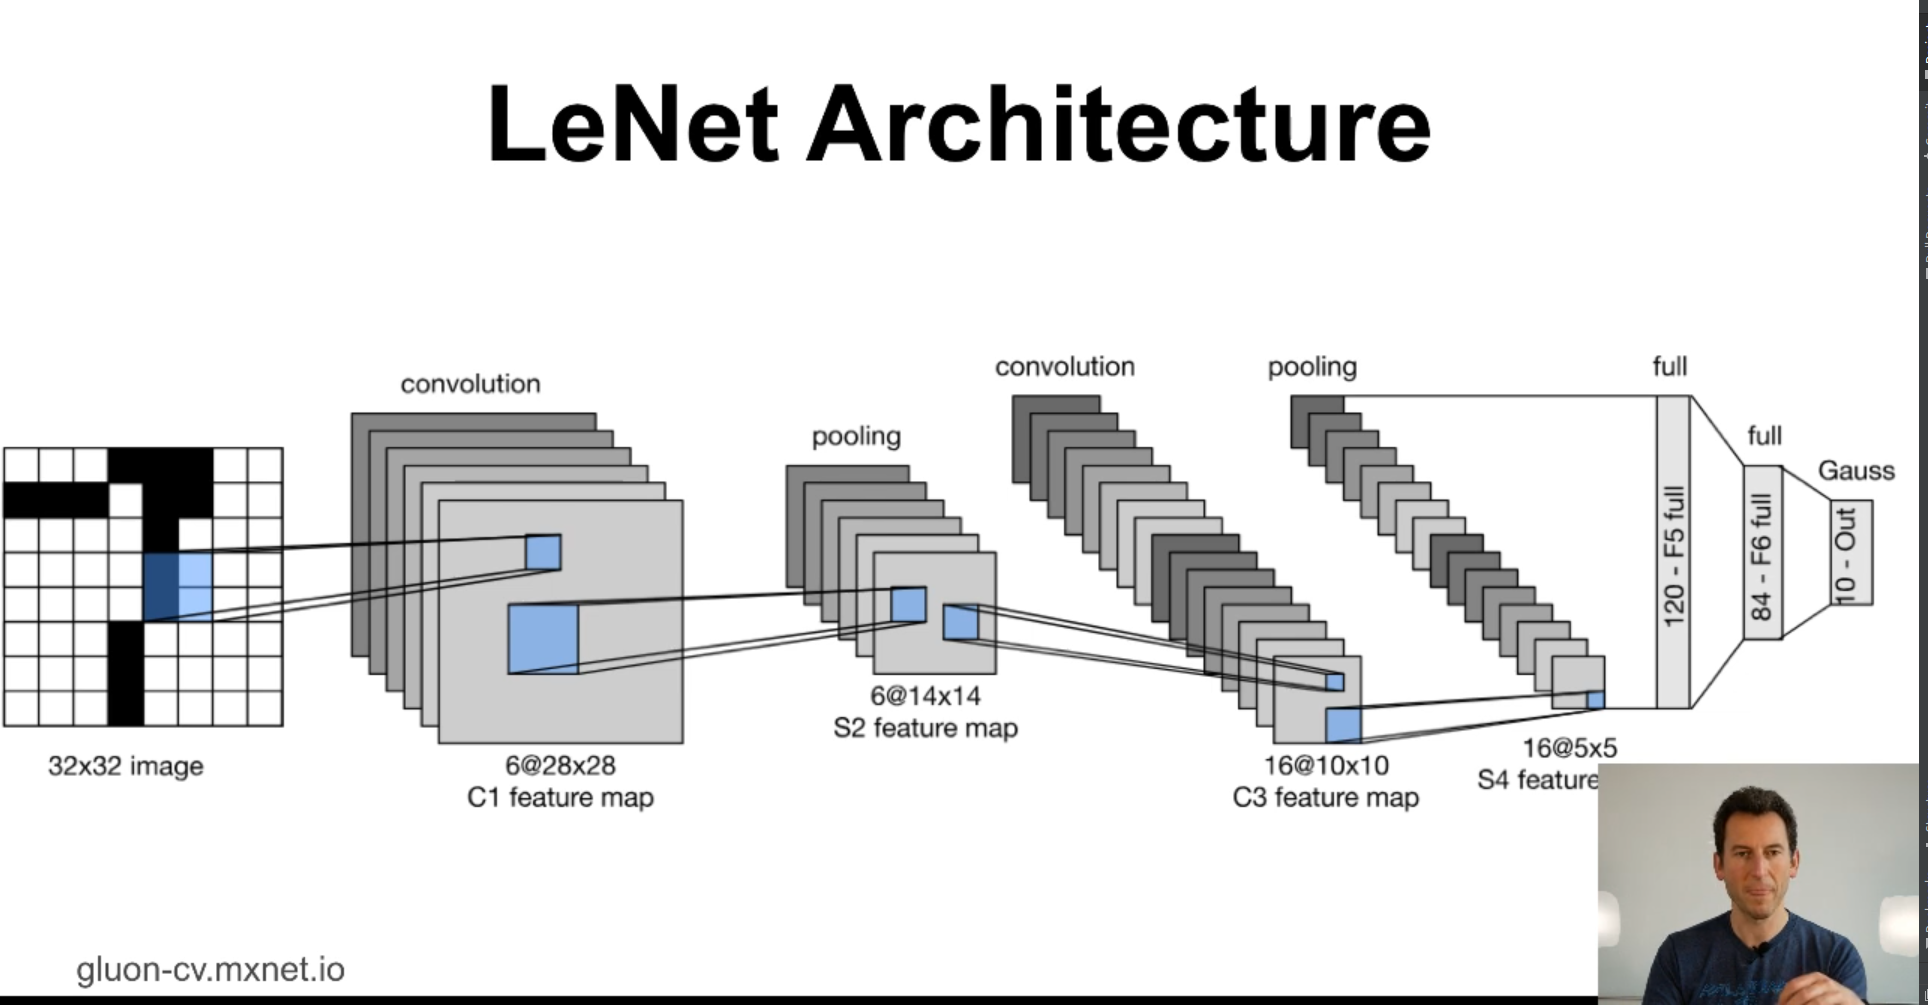 LeNet Architecture
convolution
pooling
convolution
pooling
full
full
Gauss
120 - F5 full
84 - F6 full
10 - Out
32x32 image
6@28x28
C1 feature map
6@14x14
S2 feature map
16@10x10
C3 feature map
16@5x5
S4 feature
gluon-cv.mxnet.io